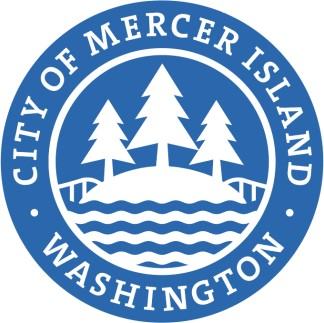 CITY OF MERCER ISLAND
• WASHINGTON •